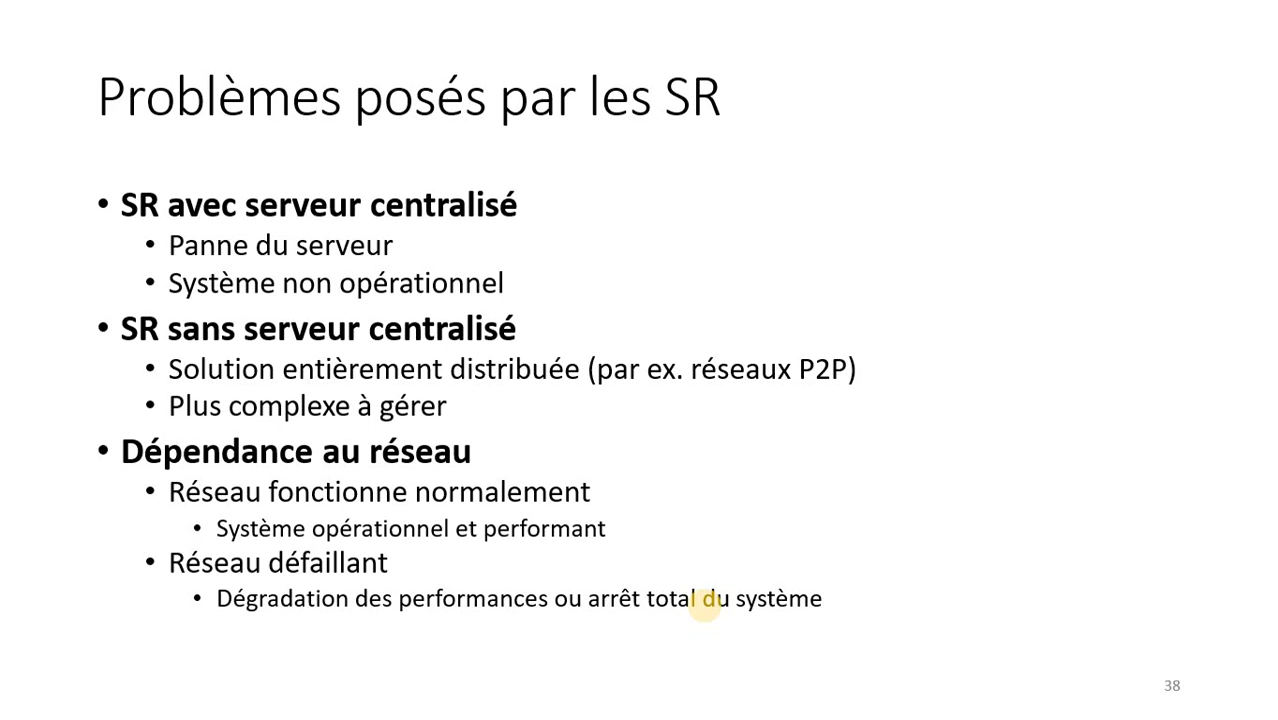 Problèmes posés par les SR
• SR avec serveur centralisé
• Panne du serveur
• Système non opérationnel
• SR sans serveur centralisé
• Solution entièrement distribuée (par ex. réseaux P2P)
• Plus complexe à gérer
• Dépendance au réseau
• Réseau fonctionne normalement
• Système opérationnel et performant
• Réseau défaillant
• Dégradation des performances ou arrêt total du système
38